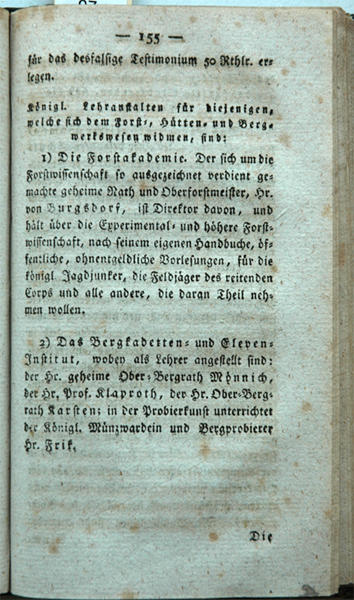 — 155 —
für das desfallsige Testimonium 50 Rthlr. er-
legen.
Königl. Lehranstalten für diejenigen,
welche sich dem Forst-, Hütten- und Berg-
werkswesen widmen, sind:
1) Die Forstakademie. Der sich um die
Forstwissenschaft so ausgezeichnet verdient ge-
machte geheime Rath und Oberforstmeister, Hr.
von Burgsdorf, ist Direktor davon, und
hält über die Experimental- und höhere Forst-
wissenschaft, nach seinem eigenen Handbuche, öf-
fentliche, ohnentgeldliche Vorlesungen, für die
königl. Jagdjunker, die Feldjäger des reitenden
Corps und alle andere, die daran Theil neh-
men wollen.
2) Das Bergkadetten- und Eleven-
Institut, wobey als Lehrer angestellt sind:
der Hr. geheime Ober-Bergrath Mönnich,
der Hr. Prof. Klaproth, der Hr. Ober-Berg-
rath Karsten; in der Probierkunst unterrichtet
der Königl. Münzwardein und Bergprobierer
Hr. Frik.
Die